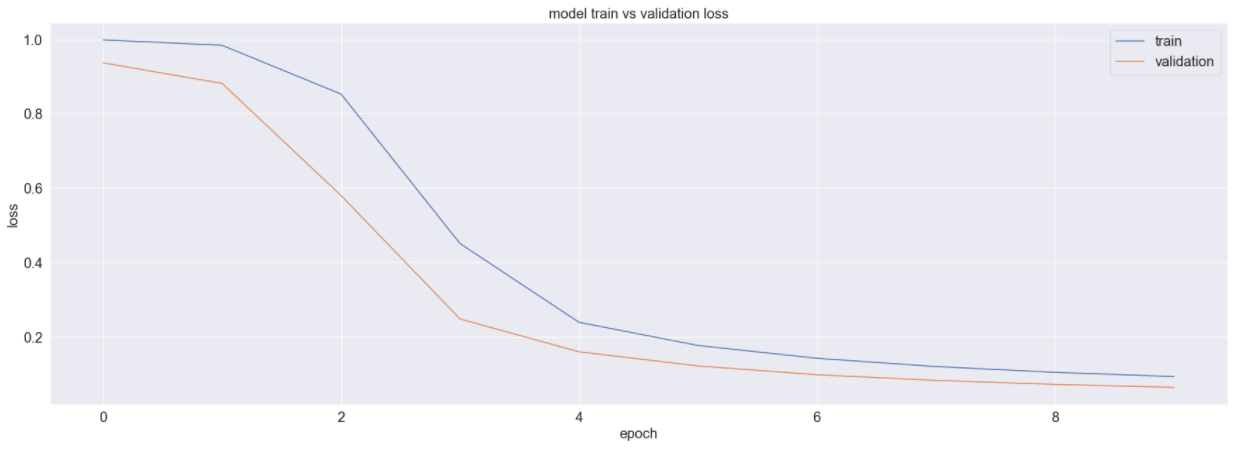 model train vs validation loss
1.0
0.8
0.6
0.4
0.2
loss
train
validation
0 2 4 6 8
epoch